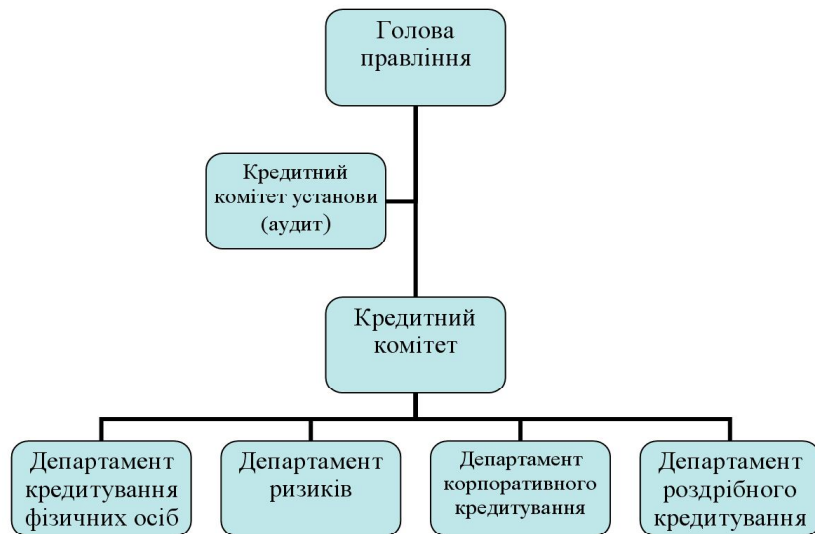 Голова
правління
Кредитний
комітет установи
(аудит)
Кредитний
комітет
Департамент
кредитування
фізичних осіб
Департамент
ризиків
Департамент
корпоративного
кредитування
Департамент
роздрібного
кредитування